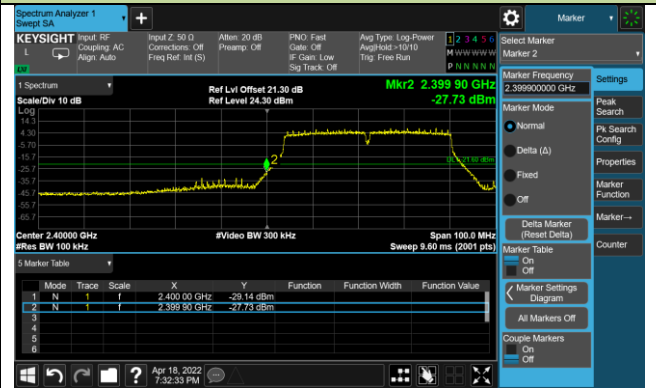 Spectrum Analyzer 1
Swept SA
+
Marker
KEYSIGHT
L
LXI
Input: RF
Coupling: AC
Align: Auto
Input Z: 50 Ω
Corrections: Off
Freq Ref: Int (S)
Atten: 20 dB
Preamp: Off
PNO: Fast
Gate: Off
IF Gain: Low
Sig Track: Off
Avg Type: Log-Power
Avg|Hold:>10/10
Trig: Free Run
1 2 3 4 5 6
M W W W W W
P N N N N N
Select Marker
Marker 2
1 Spectrum
Scale/Div 10 dB
Log
Ref Lvl Offset 21.30 dB
Ref Level 24.30 dBm
Mkr2 2.399 90 GHz
-27.73 dBm
14.3
4.30
-5.70
-15.7
-25.7
-35.7
-45.7
-55.7
-65.7
2
DL1 -21.60 dBm
Center 2.40000 GHz
#Res BW 100 kHz
#Video BW 300 kHz
Span 100.0 MHz
Sweep 9.60 ms (2001 pts)
5 Marker Table
Mode Trace Scale X Y Function Function Width Function Value
1 N 1 f 2.400 00 GHz -29.14 dBm
2 N 1 f 2.399 90 GHz -27.73 dBm
3
4
5
6
Marker Frequency
2.399900000 GHz
Marker Mode
Normal
Delta (Δ)
Fixed
Off
Delta Marker
(Reset Delta)
Marker Table
On
Off
Marker Settings
Diagram
All Markers Off
Couple Markers
On
Off
Settings
Peak
Search
Pk Search
Config
Properties
Marker
Function
Marker→
Counter
?
Apr 18, 2022
7:32:33 PM